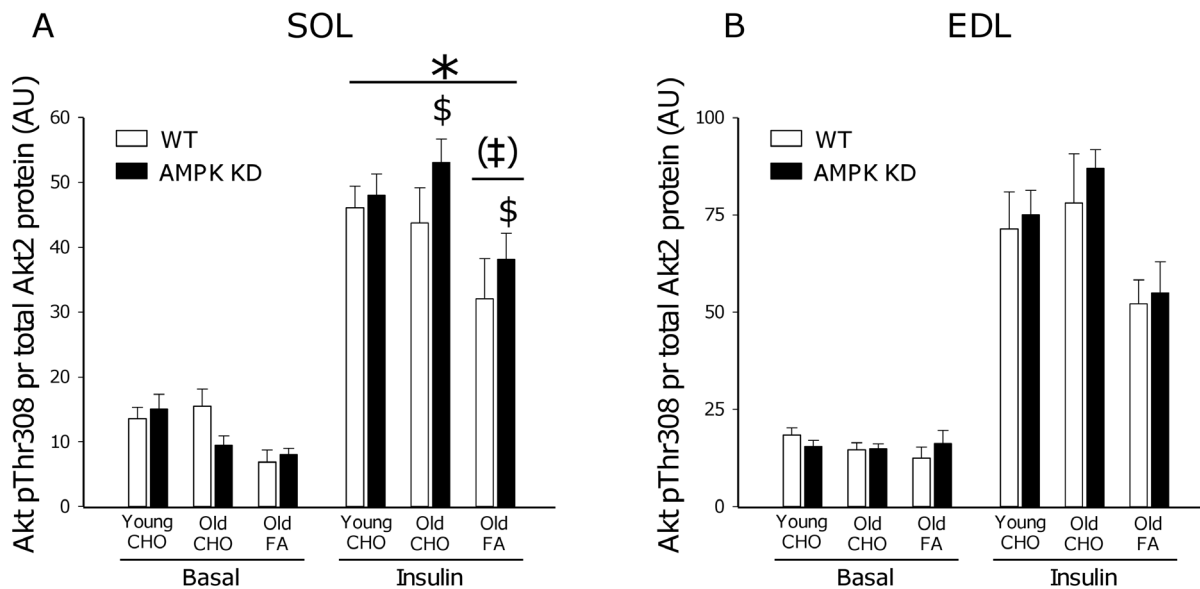 A
SOL
Akt pThr308 pr total Akt2 protein (AU)
60
50
40
30
20
10
0
WT
AMPK KD
*
$
(‡)
$
Young CHO
Old CHO
Old FA
Young CHO
Old CHO
Old FA
Basal
Insulin
B
EDL
Akt pThr308 pr total Akt2 protein (AU)
100
75
50
25
0
WT
AMPK KD
Young CHO
Old CHO
Old FA
Young CHO
Old CHO
Old FA
Basal
Insulin